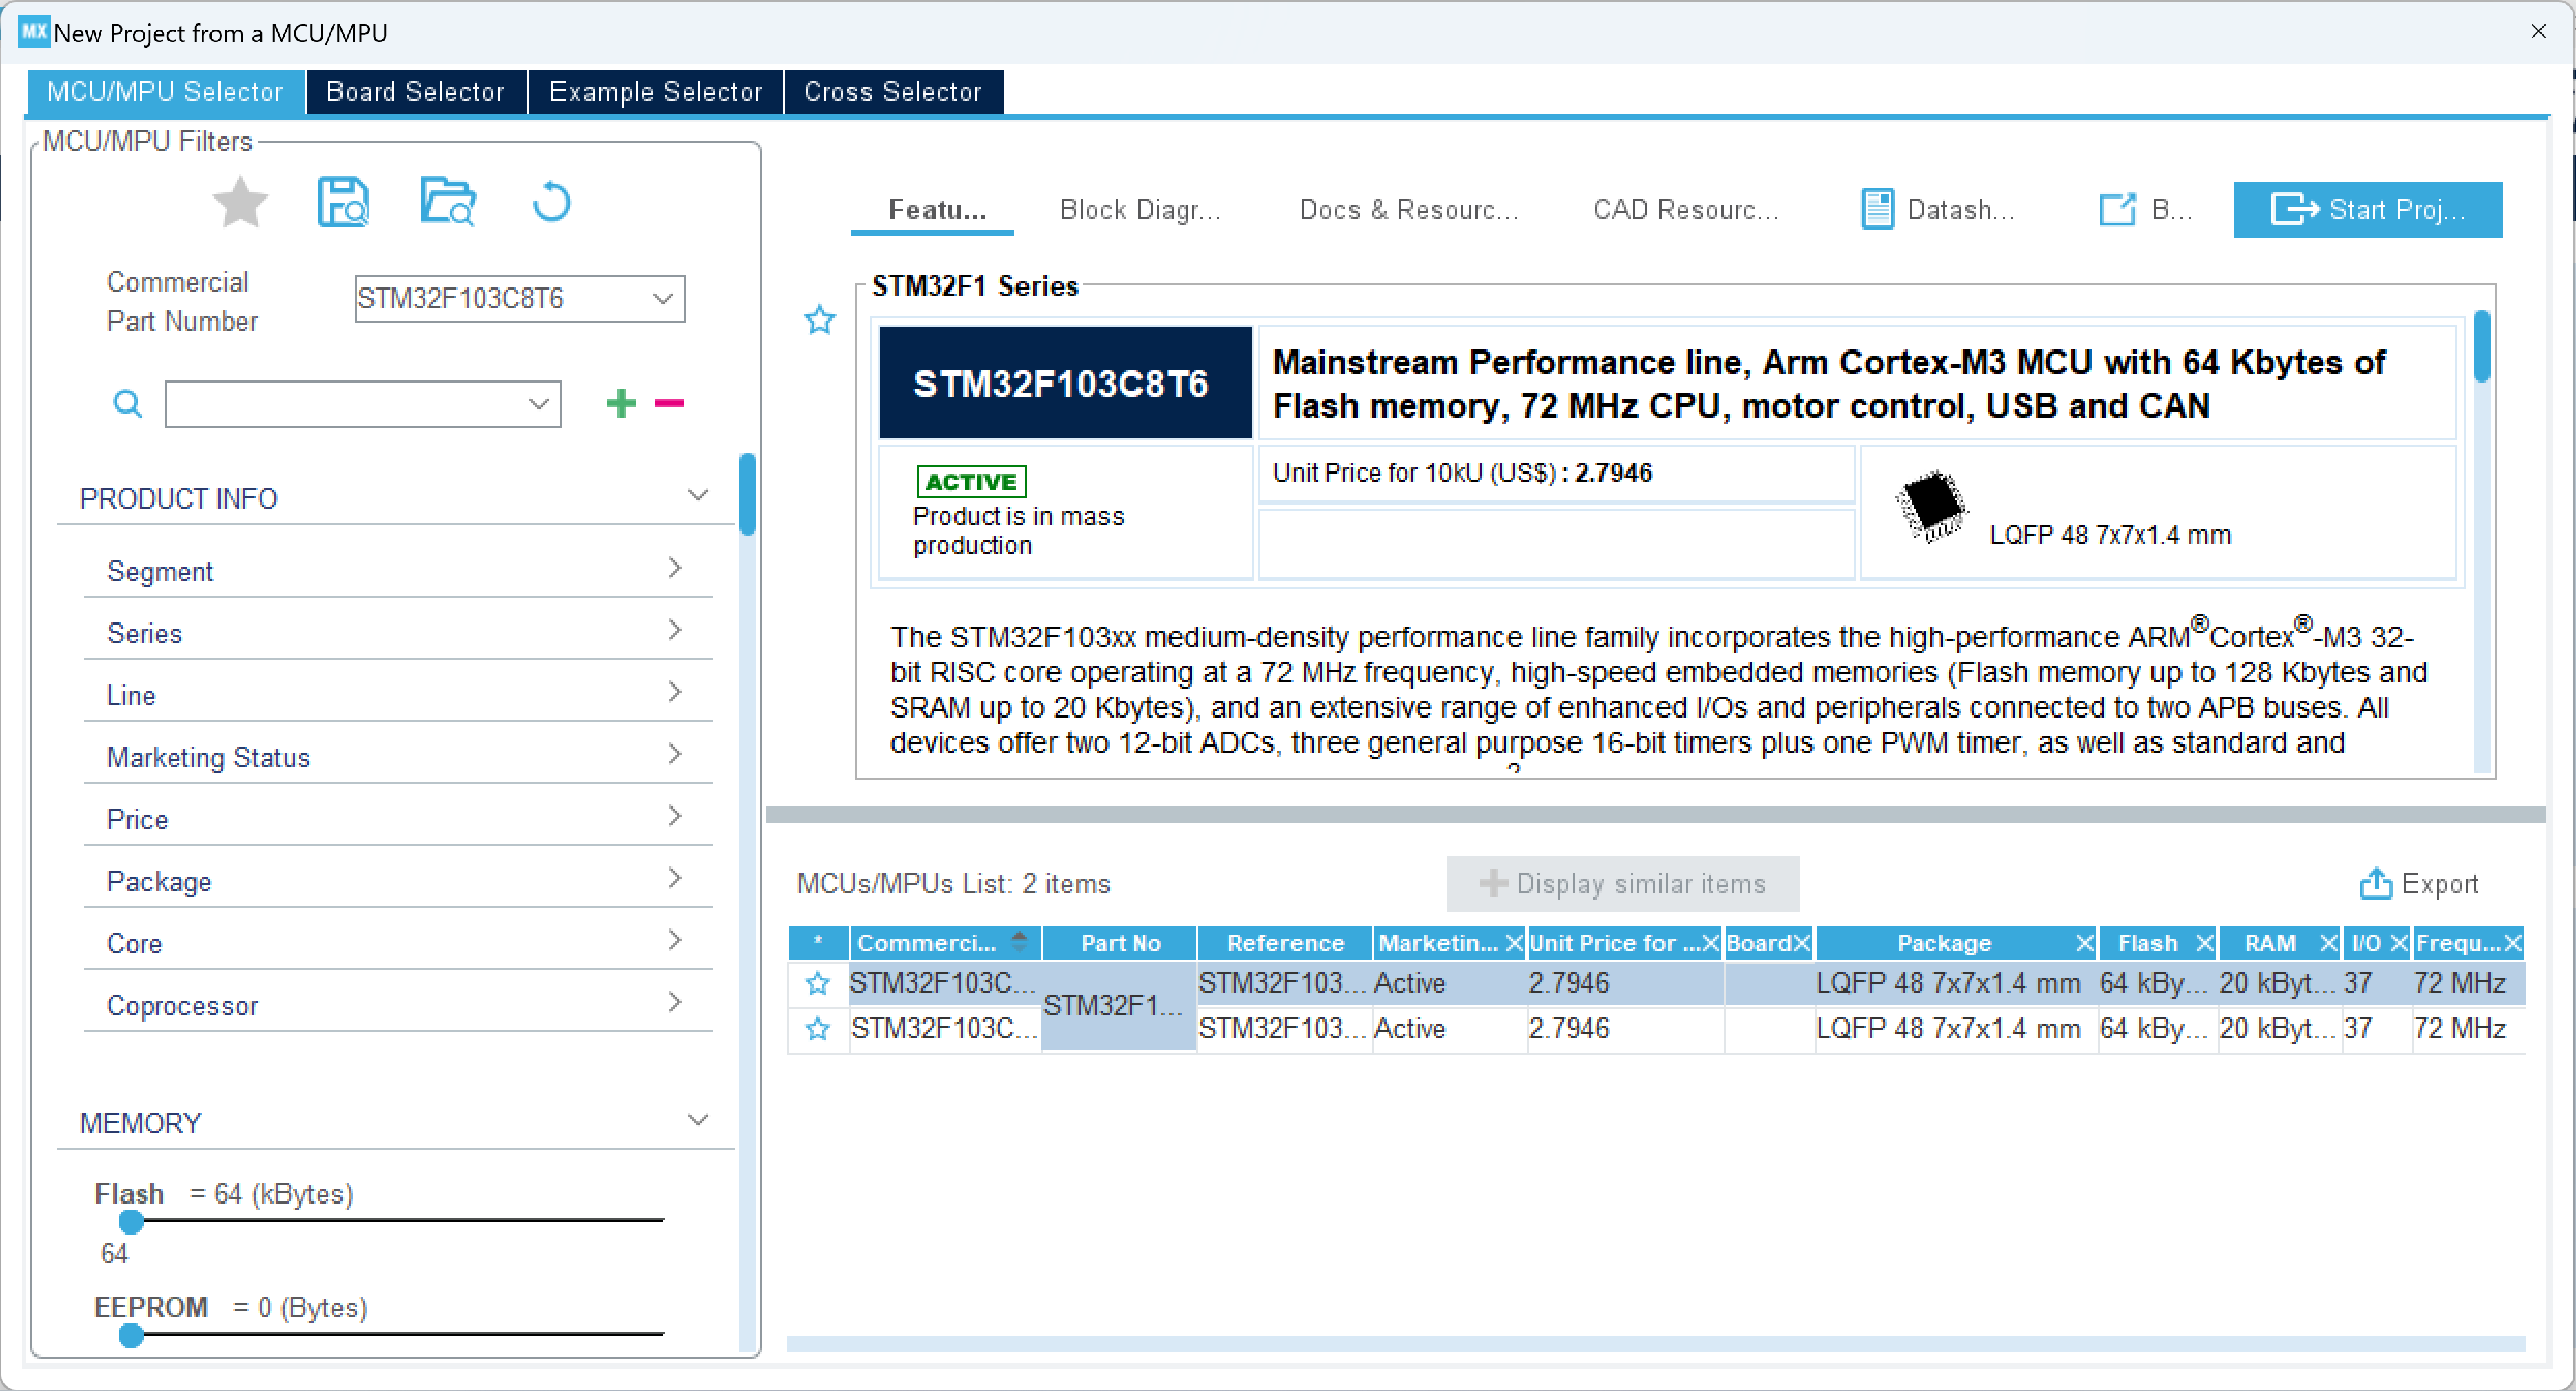 MX New Project from a MCU/MPU
MCU/MPU Selector
Board Selector
Example Selector
Cross Selector
MCU/MPU Filters
Commercial
Part Number
STM32F103C8T6
PRODUCT INFO
Segment
Series
Line
Marketing Status
Price
Package
Core
Coprocessor
MEMORY
Flash = 64 (kBytes)
64
EEPROM = 0 (Bytes)
Featu...
Block Diagr...
Docs & Resourc...
CAD Resourc...
Datash...
B...
Start Proj...
STM32F1 Series
STM32F103C8T6
Mainstream Performance line, Arm Cortex-M3 MCU with 64 Kbytes of
Flash memory, 72 MHz CPU, motor control, USB and CAN
ACTIVE
Product is in mass
production
Unit Price for 10kU (US$) : 2.7946
LQFP 48 7x7x1.4 mm
The STM32F103xx medium-density performance line family incorporates the high-performance ARM®Cortex®-M3 32-
bit RISC core operating at a 72 MHz frequency, high-speed embedded memories (Flash memory up to 128 Kbytes and
SRAM up to 20 Kbytes), and an extensive range of enhanced I/Os and peripherals connected to two APB buses. All
devices offer two 12-bit ADCs, three general purpose 16-bit timers plus one PWM timer, as well as standard and
MCUs/MPUs List: 2 items
Display similar items
Export
* Commerci... Part No Reference Marketin... Unit Price for ... Board Package Flash RAM I/O Frequ...
STM32F103C... STM32F1... STM32F103... Active 2.7946 LQFP 48 7x7x1.4 mm 64 kBy... 20 kByt... 37 72 MHz
STM32F103C... STM32F103... Active 2.7946 LQFP 48 7x7x1.4 mm 64 kBy... 20 kByt... 37 72 MHz